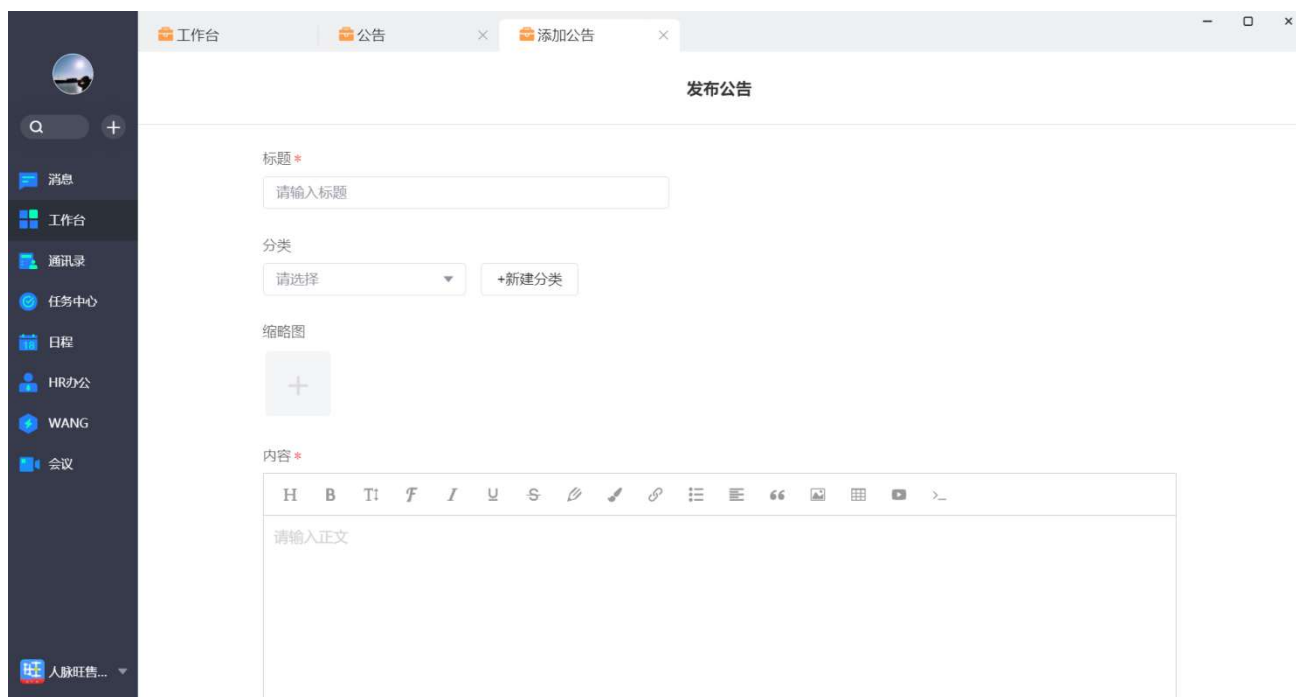 工作台
公告
添加公告
发布公告
标题*
请输入标题
分类
请选择
+新建分类
缩略图
内容*
请输入正文
消息
工作台
通讯录
任务中心
日程
HR办公
WANG
会议
人脉旺售...